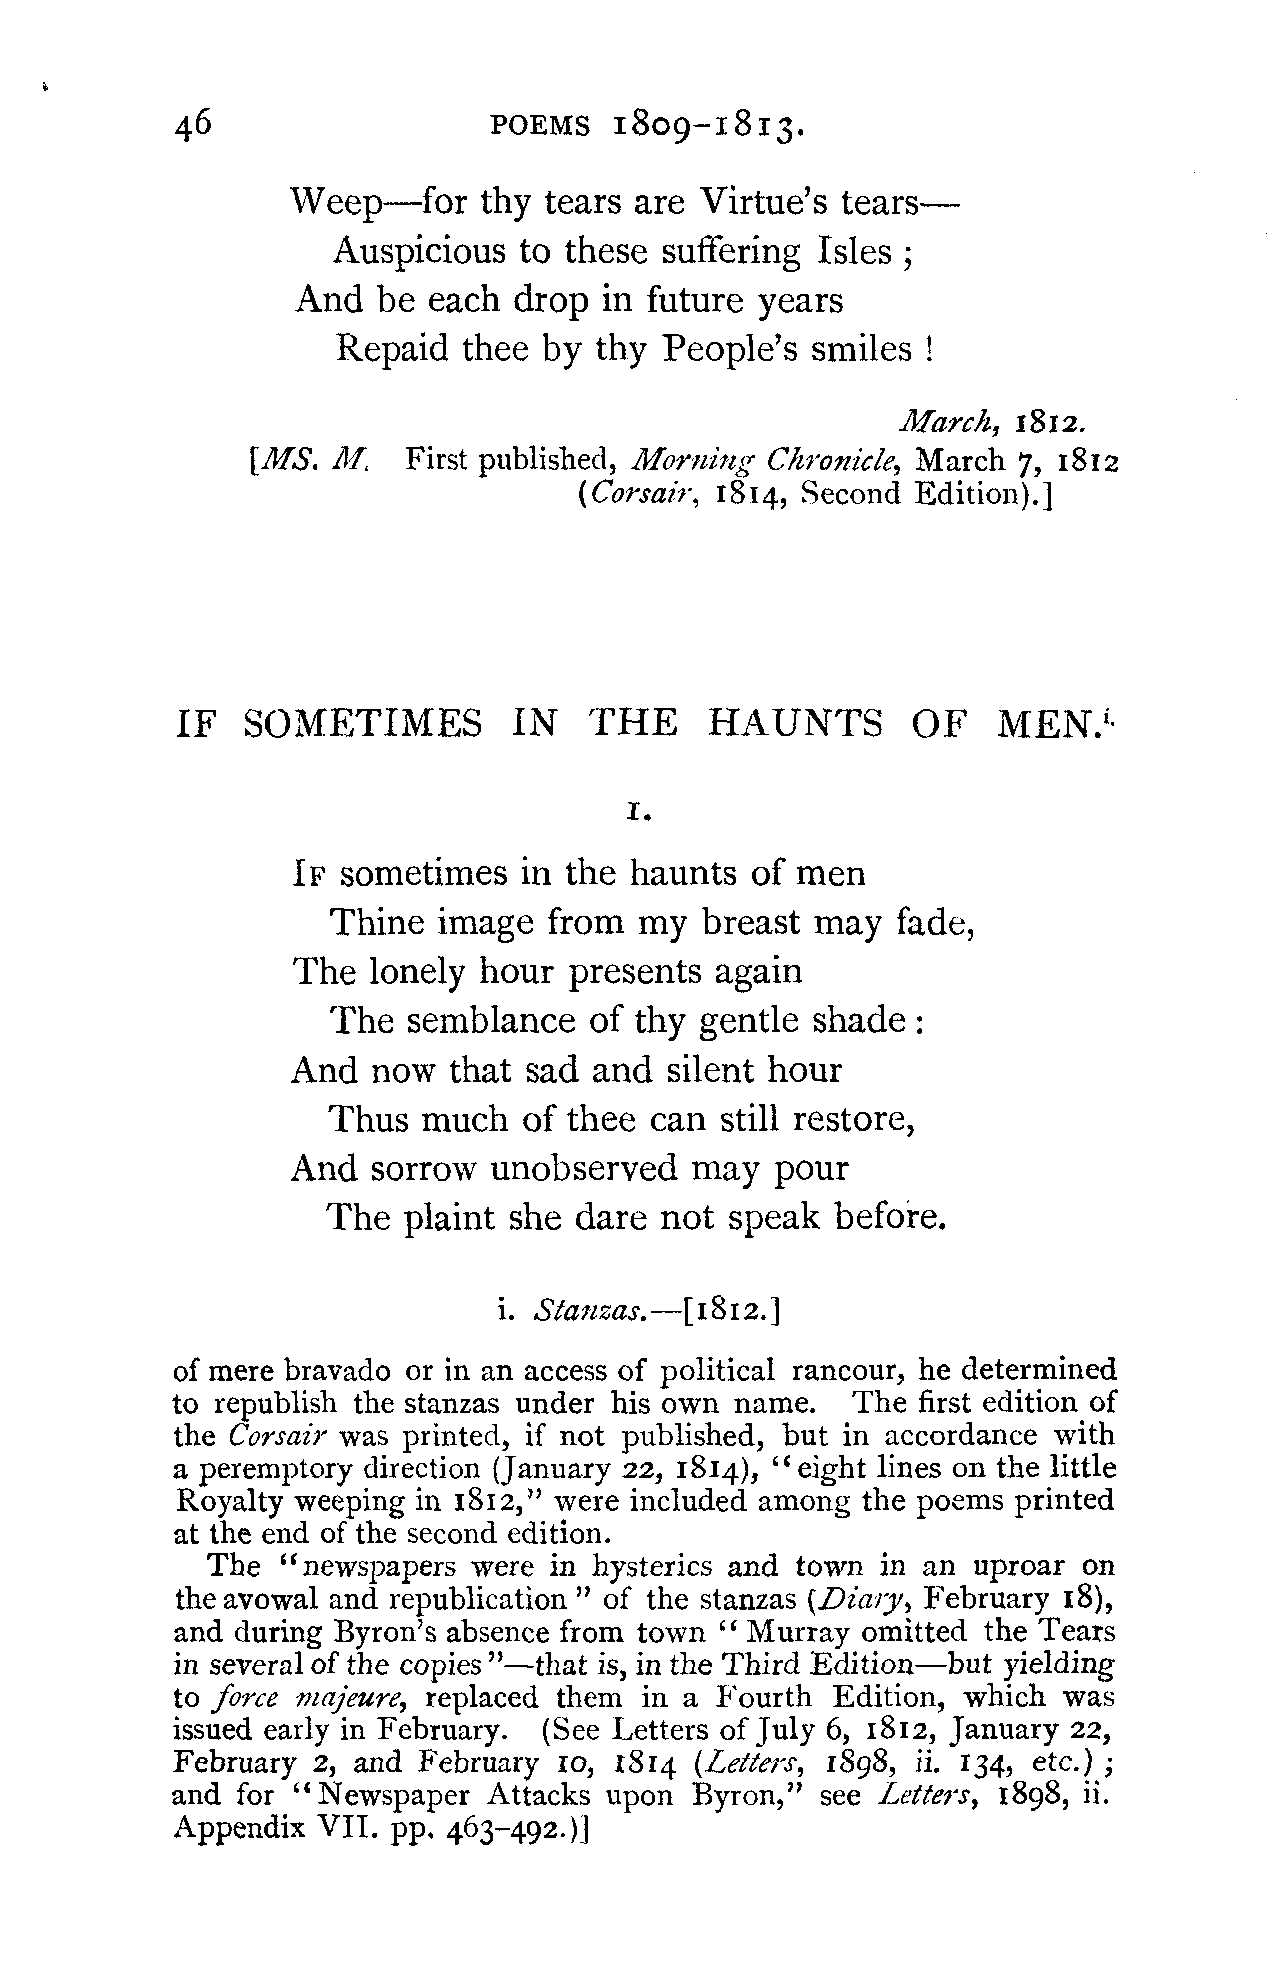 46 POEMS 1809-1813.
Weep—for thy tears are Virtue's tears—
Auspicious to these suffering Isles ;
And be each drop in future years
Repaid thee by thy People's smiles !
March, 1812.
[MS. M. First published, Morning Chronicle, March 7, 1812
(Corsair, 1814, Second Edition).]
IF SOMETIMES IN THE HAUNTS OF MEN.i.
1.
IF sometimes in the haunts of men
Thine image from my breast may fade,
The lonely hour presents again
The semblance of thy gentle shade :
And now that sad and silent hour
Thus much of thee can still restore,
And sorrow unobserved may pour
The plaint she dare not speak before.
i. Stanzas.—[1812.]
of mere bravado or in an access of political rancour, he determined
to republish the stanzas under his own name. The first edition of
the Corsair was printed, if not published, but in accordance with
a peremptory direction (January 22, 1814), "eight lines on the little
Royalty weeping in 1812," were included among the poems printed
at the end of the second edition.
The "newspapers were in hysterics and town in an uproar on
the avowal and republication" of the stanzas (Diary, February 18),
and during Byron's absence from town "Murray omitted the Tears
in several of the copies"—that is, in the Third Edition—but yielding
to force majeure, replaced them in a Fourth Edition, which was
issued early in February. (See Letters of July 6, 1812, January 22,
February 2, and February 10, 1814 (Letters, 1898, ii. 134, etc.) ;
and for "Newspaper Attacks upon Byron," see Letters, 1898, ii.
Appendix VII. pp. 463-492.)]